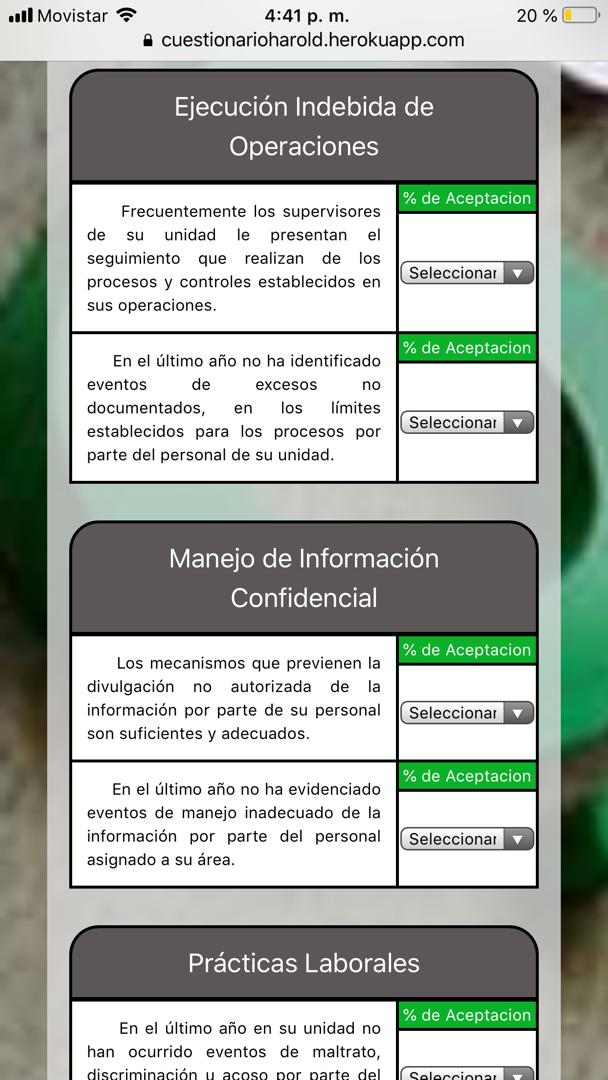 Movistar 4:41 p. m. 20 %
cuestionarioharold.herokuapp.com
Ejecución Indebida de
Operaciones
% de Aceptacion
Frecuentemente los supervisores
de su unidad le presentan el
seguimiento que realizan de los
procesos y controles establecidos en
sus operaciones.
Seleccionar
% de Aceptacion
En el último año no ha identificado
eventos de excesos no
documentados, en los límites
establecidos para los procesos por
parte del personal de su unidad.
Seleccionar
Manejo de Información
Confidencial
% de Aceptacion
Los mecanismos que previenen la
divulgación no autorizada de la
información por parte de su personal
son suficientes y adecuados.
Seleccionar
% de Aceptacion
En el último año no ha evidenciado
eventos de manejo inadecuado de la
información por parte del personal
asignado a su área.
Seleccionar
Prácticas Laborales
% de Aceptacion
En el último año en su unidad no
han ocurrido eventos de maltrato,
discriminación u acoso por parte del
Seleccionar